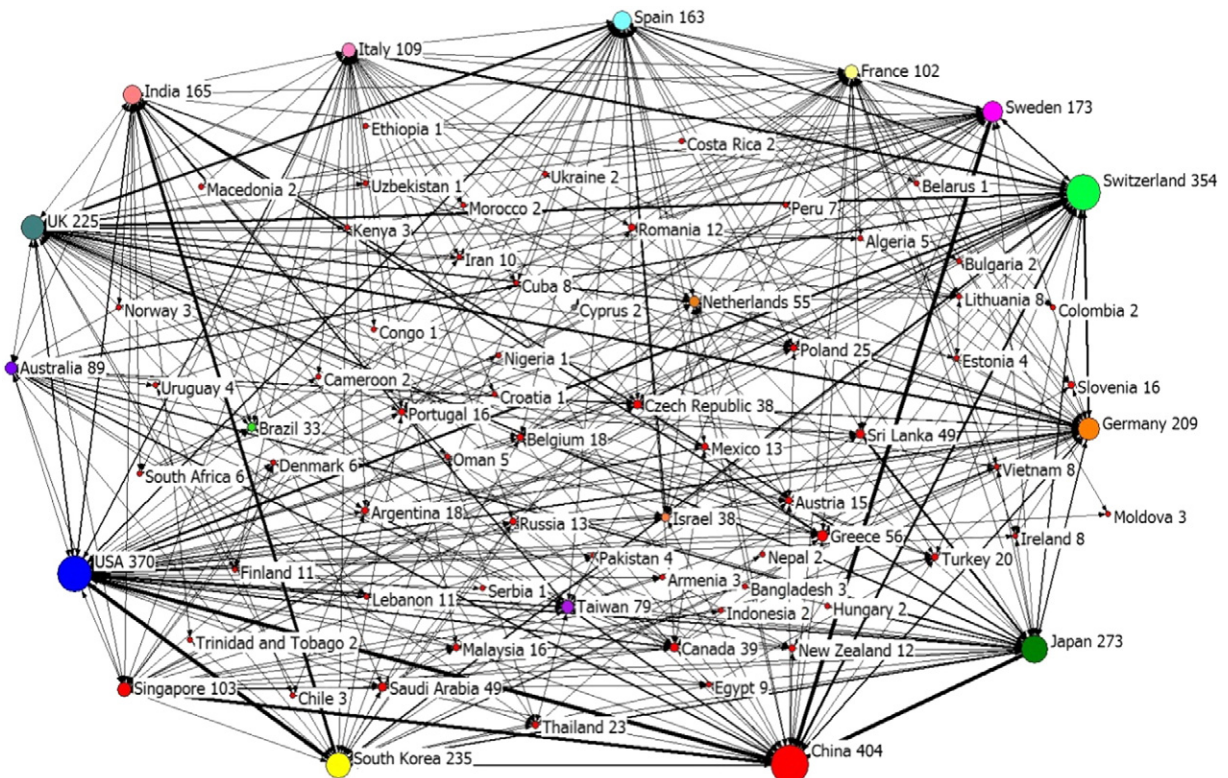 Spain 163
Italy 109
France 102
India 165
Sweden 173
Ethiopia 1
Costa Rica 2
Ukraine 2
Switzerland 354
Macedonia 2
Uzbekistan 1
Belarus 1
Morocco 2
Peru 7
UK 225
Kenya 3
Romania 12
Algeria 5
Iran 10
Bulgaria 2
Cuba 8
Netherlands 55
Lithuania 8
Norway 3
Cyprus 2
Colombia 2
Congo 1
Poland 25
Nigeria 1
Estonia 4
Australia 89
Uruguay 4
Cameroon 2
Croatia 1
Slovenia 16
Portugal 16
Czech Republic 38
Brazil 33
Belgium 18
Sri Lanka 49
Germany 209
Mexico 13
Oman 5
Denmark 6
South Africa 6
Vietnam 8
Austria 15
Argentina 18
Russia 13
Israel 38
Moldova 3
Greece 56
Ireland 8
USA 370
Finland 11
Pakistan 4
Nepal 2
Turkey 20
Armenia 3
Serbia 1
Bangladesh 3
Lebanon 11
Taiwan 79
Indonesia 2
Hungary 2
Trinidad and Tobago 2
Malaysia 16
Canada 39
New Zealand 12
Japan 273
Singapore 103
Chile 3
Saudi Arabia 49
Egypt 9
Thailand 23
South Korea 235
China 404